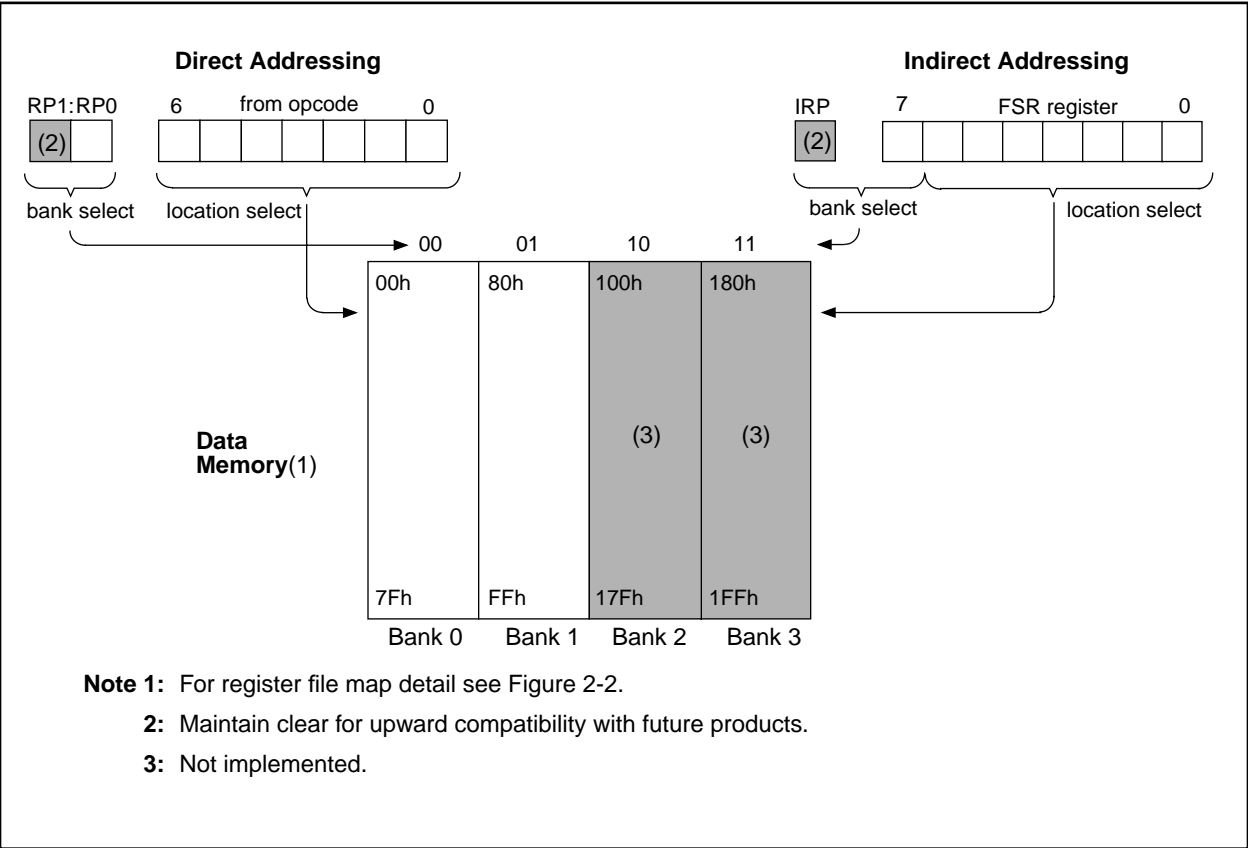 Direct Addressing
Indirect Addressing
RP1:RP0
6
from opcode
0
IRP
7
FSR register
0
(2)
(2)
bank select
location select
bank select
location select
00
01
10
11
00h
80h
100h
180h
Data
Memory(1)
(3)
(3)
7Fh
FFh
17Fh
1FFh
Bank 0
Bank 1
Bank 2
Bank 3
Note 1: For register file map detail see Figure 2-2.
2: Maintain clear for upward compatibility with future products.
3: Not implemented.